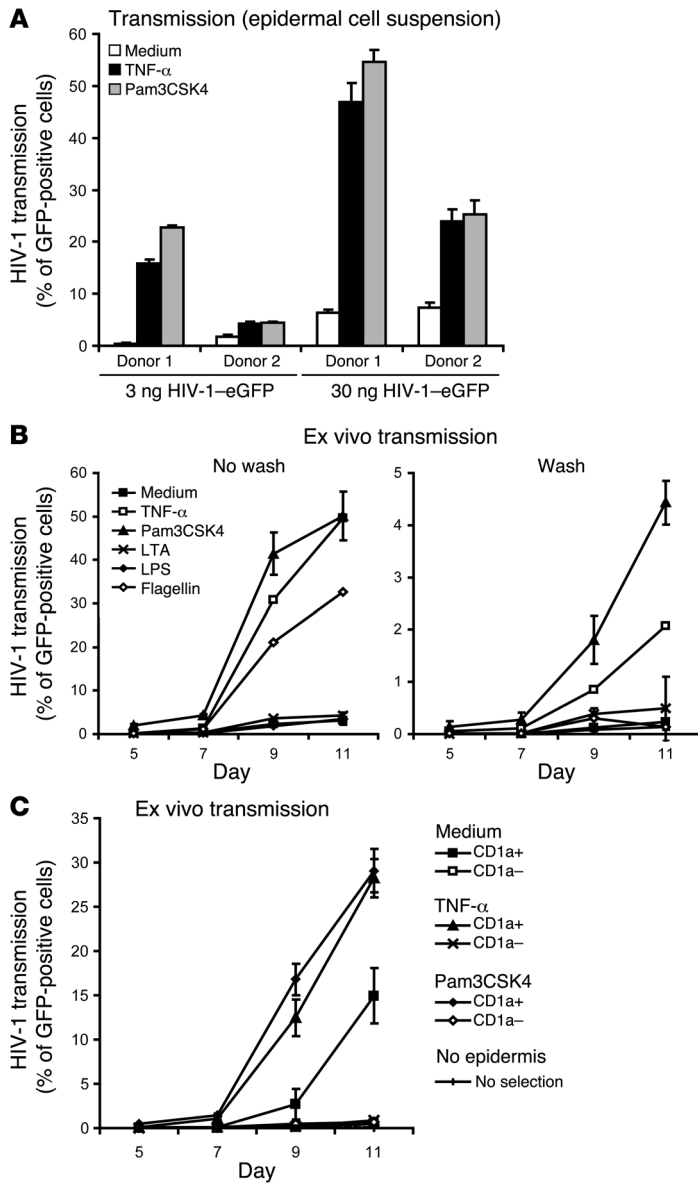 A
Transmission (epidermal cell suspension)
Medium
TNF-α
Pam3CSK4
HIV-1 transmission
(% of GFP-positive cells)
60
50
40
30
20
10
0
Donor 1 Donor 2 Donor 1 Donor 2
3 ng HIV-1–eGFP 30 ng HIV-1–eGFP
B
Ex vivo transmission
No wash Wash
Medium
TNF-α
Pam3CSK4
LTA
LPS
Flagellin
HIV-1 transmission
(% of GFP-positive cells)
60
50
40
30
20
10
0
5 7 9 11
Day
5
4
3
2
1
0
5 7 9 11
Day
C
Ex vivo transmission
HIV-1 transmission
(% of GFP-positive cells)
35
30
25
20
15
10
5
0
5 7 9 11
Day
Medium
CD1a+
CD1a–
TNF-α
CD1a+
CD1a–
Pam3CSK4
CD1a+
CD1a–
No epidermis
No selection